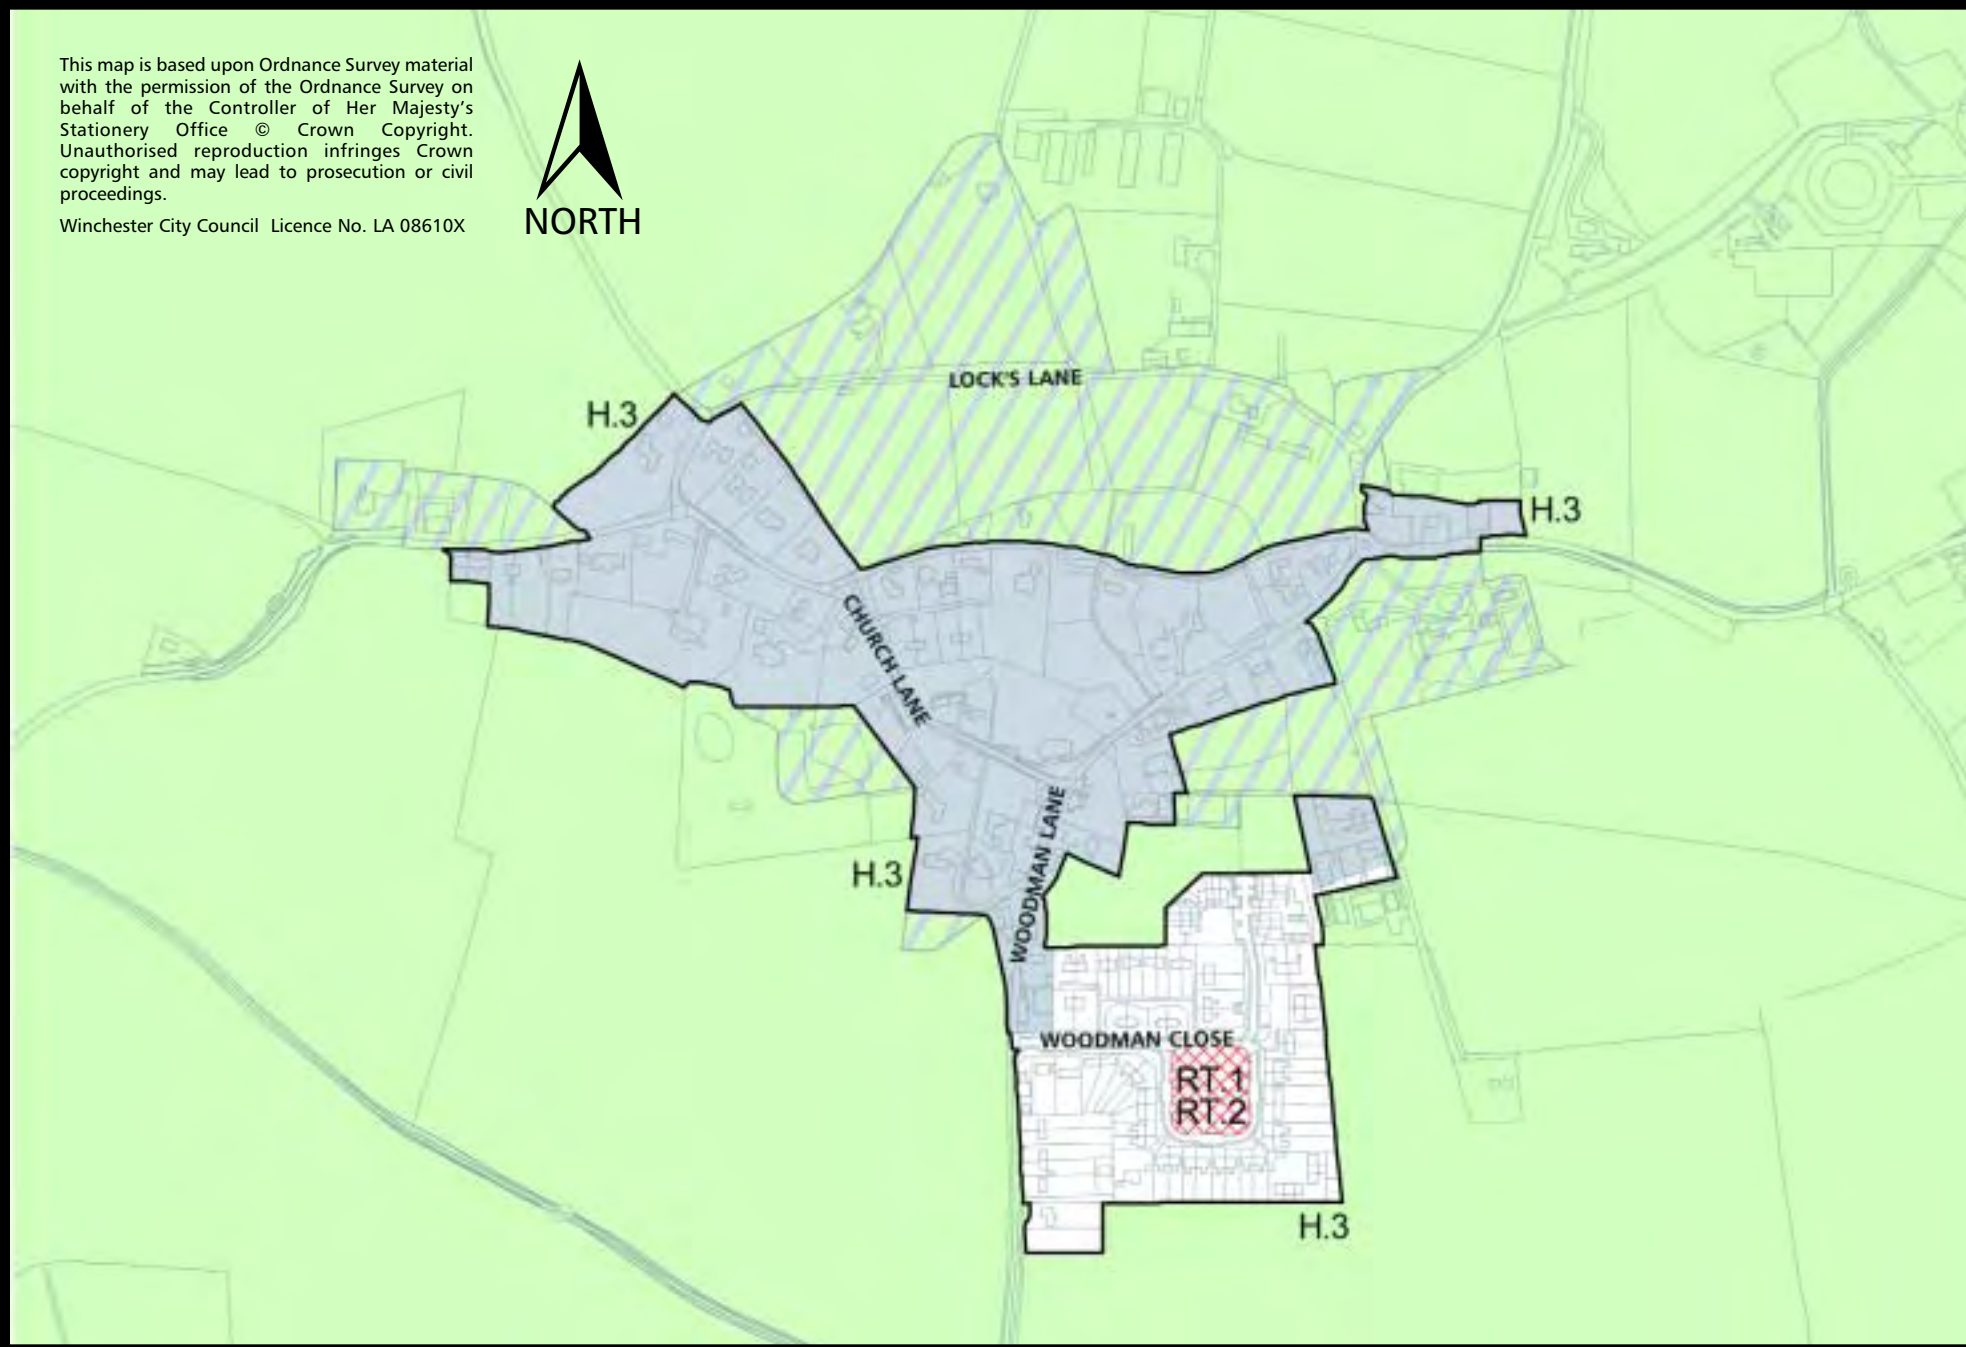 This map is based upon Ordnance Survey material
with the permission of the Ordnance Survey on
behalf of the Controller of Her Majesty's
Stationery Office © Crown Copyright.
Unauthorised reproduction infringes Crown
copyright and may lead to prosecution or civil
proceedings.
Winchester City Council Licence No. LA 08610X
NORTH
LOCK'S LANE
H.3
H.3
CHURCH LANE
WOODMAN LANE
H.3
WOODMAN LANE
WOODMAN CLOSE
RT.1
RT.2
H.3